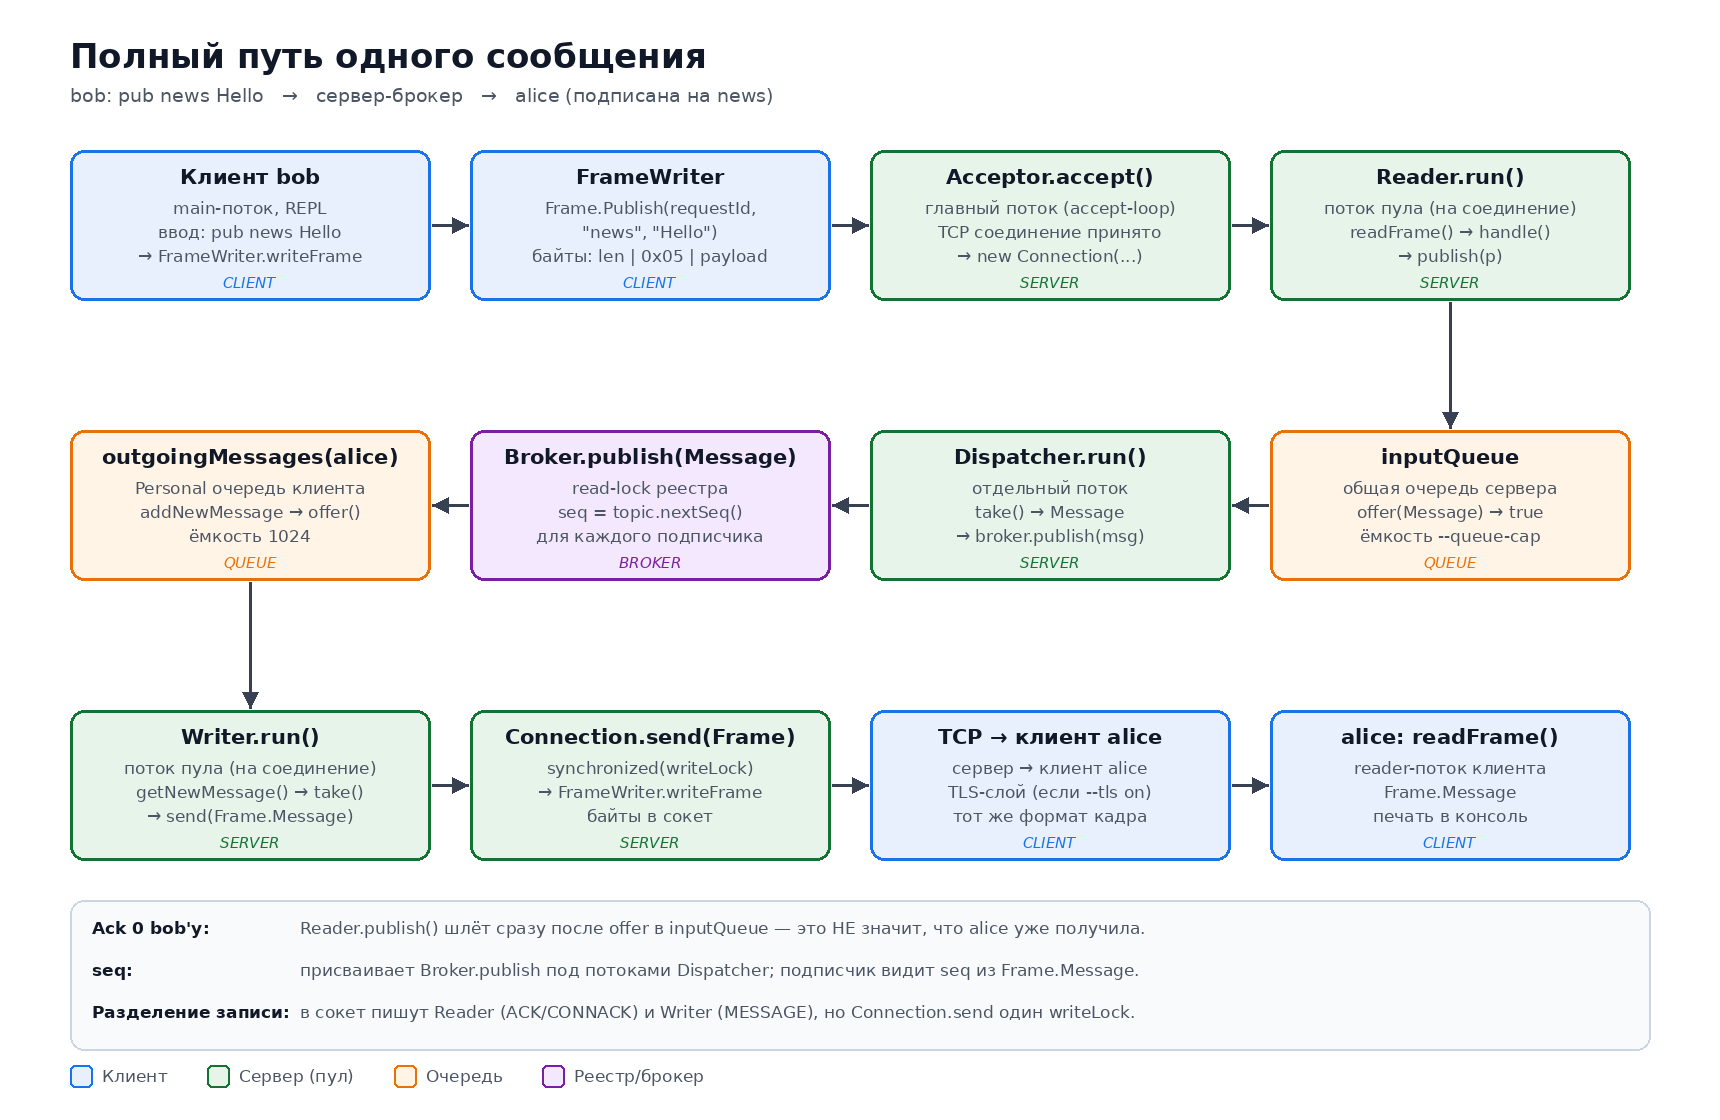 Полный путь одного сообщения
bob: pub news Hello → сервер-брокер → alice (подписана на news)
Клиент bob
main-поток, REPL
ввод: pub news Hello
→ FrameWriter.writeFrame
CLIENT
FrameWriter
Frame.Publish(requestId,
"news", "Hello")
байты: len | 0x05 | payload
CLIENT
Acceptor.accept()
главный поток (accept-loop)
TCP соединение принято
→ new Connection(...)
SERVER
Reader.run()
поток пула (на соединение)
readFrame() → handle()
→ publish(p)
SERVER
outgoingMessages(alice)
Personal очередь клиента
addNewMessage → offer()
ёмкость 1024
QUEUE
Broker.publish(Message)
read-lock реестра
seq = topic.nextSeq()
для каждого подписчика
BROKER
Dispatcher.run()
отдельный поток
take() → Message
→ broker.publish(msg)
SERVER
inputQueue
общая очередь сервера
offer(Message) → true
ёмкость --queue-cap
QUEUE
Writer.run()
поток пула (на соединение)
getNewMessage() → take()
→ send(Frame.Message)
SERVER
Connection.send(Frame)
synchronized(writeLock)
→ FrameWriter.writeFrame
байты в сокет
SERVER
TCP → клиент alice
сервер → клиент alice
TLS-слой (если --tls on)
тот же формат кадра
CLIENT
alice: readFrame()
reader-поток клиента
Frame.Message
печать в консоль
CLIENT
Ack 0 bob'у: Reader.publish() шлёт сразу после offer в inputQueue — это НЕ значит, что alice уже получила.
seq: присваивает Broker.publish под потоками Dispatcher; подписчик видит seq из Frame.Message.
Разделение записи: в сокет пишут Reader (ACK/CONNACK) и Writer (MESSAGE), но Connection.send один writeLock.
Клиент Сервер (пул) Очередь Реестр/брокер